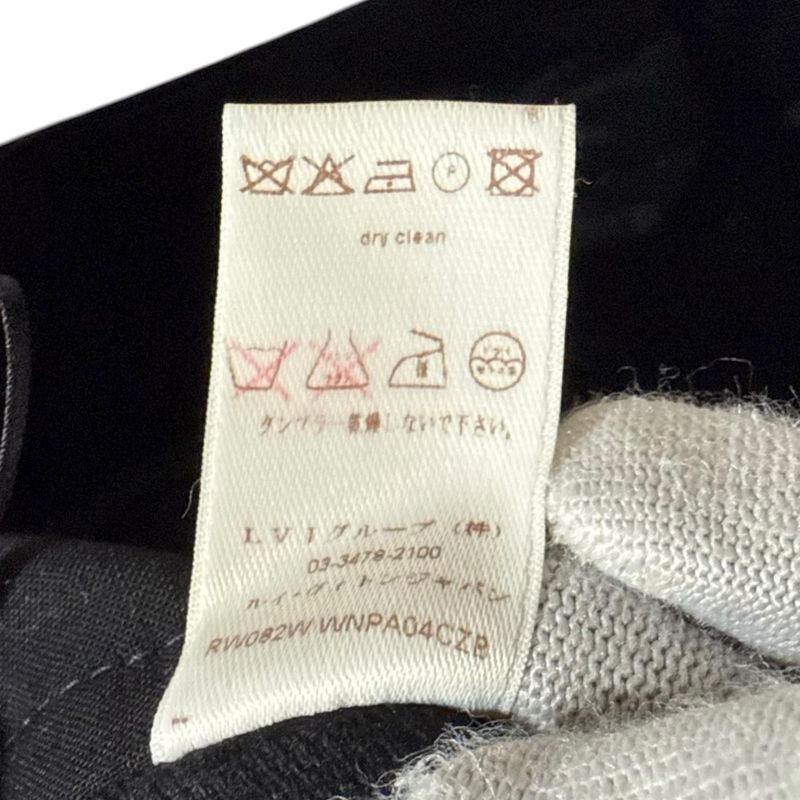 P
dry clean
タンブラー乾燥しないで下さい。
LVJグループ（株）
03-3478-2100
ルイ・ヴィトンジャパン
RW082W WNPA04CZB